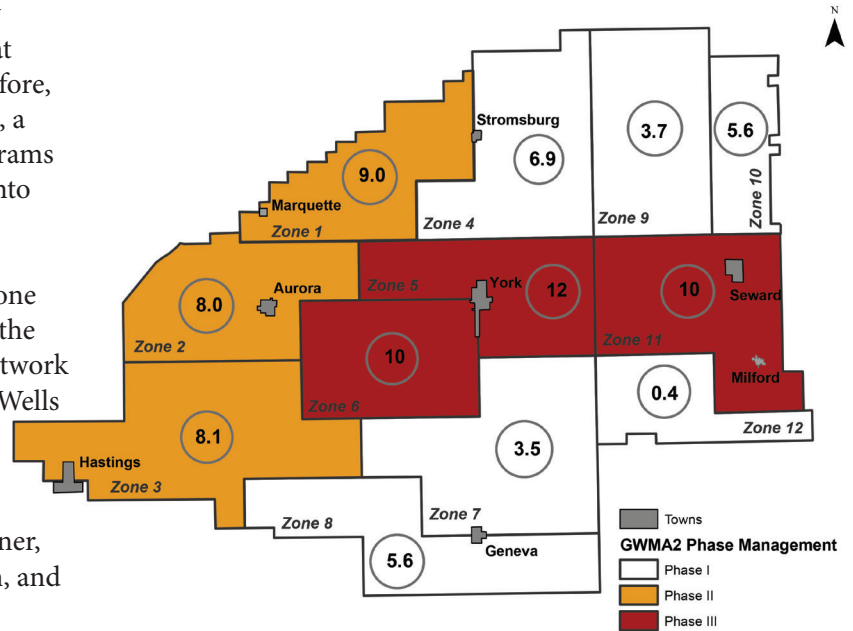 at
fore,
, a
rams
nto
one
the
twork
Wells
ner,
n, and
N
Stromsburg
6.9
3.7
5.6
9.0
Marquette
Zone 1
Zone 4
Zone 9
Zone 10
Aurora
8.0
Zone 2
Zone 5
York
12
10
Seward
Zone 11
10
Zone 6
Milford
0.4
Zone 12
8.1
Hastings
Zone 3
3.5
Zone 7
Zone 8
Geneva
5.6
Towns
GWMA2 Phase Management
Phase I
Phase II
Phase III